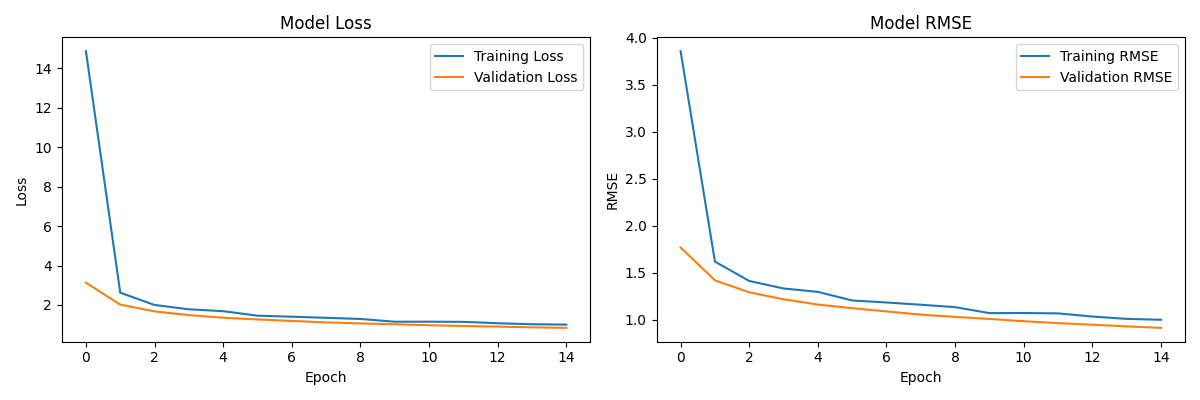 Model Loss
Training Loss
Validation Loss
14
12
10
8
6
4
2
Loss
0 2 4 6 8 10 12 14
Epoch
Model RMSE
Training RMSE
Validation RMSE
4.0
3.5
3.0
2.5
2.0
1.5
1.0
RMSE
0 2 4 6 8 10 12 14
Epoch